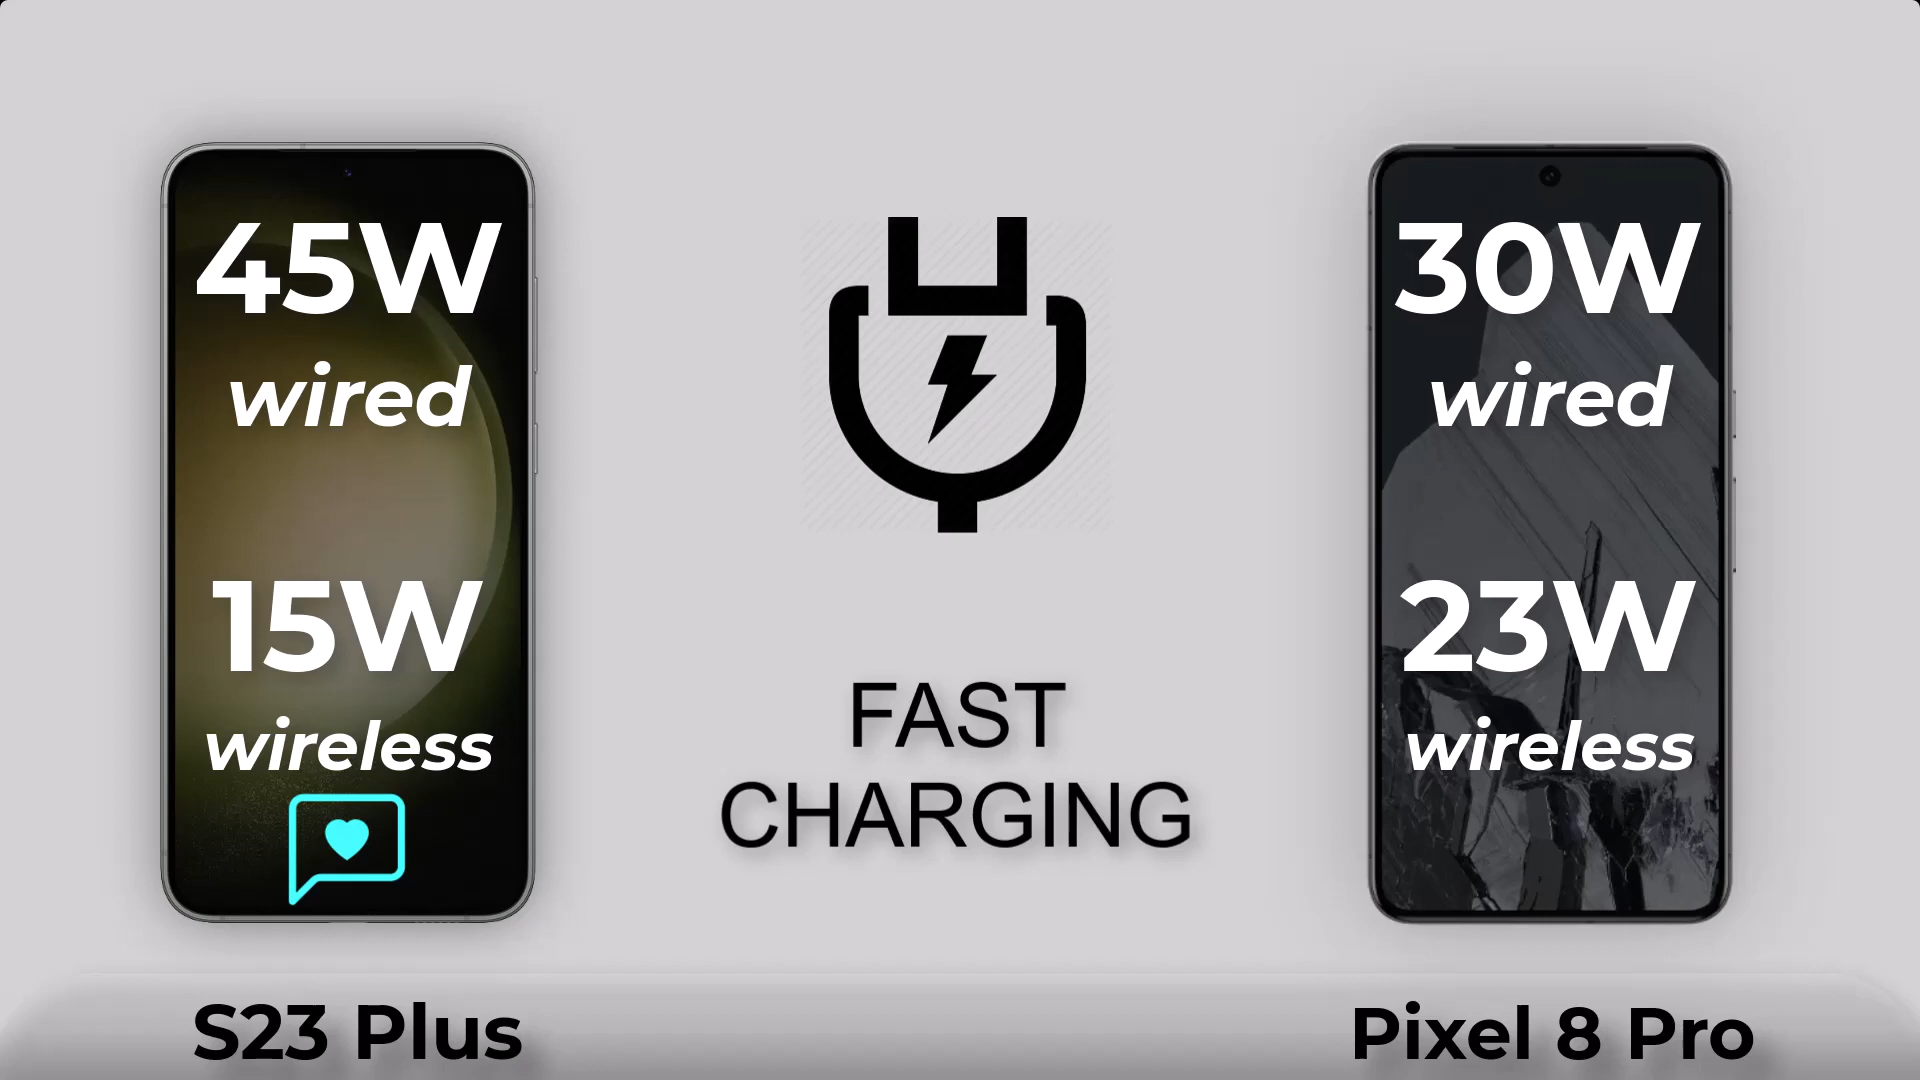 45W
wired
15W
wireless
FAST
CHARGING
30W
wired
23W
wireless
S23 Plus
Pixel 8 Pro